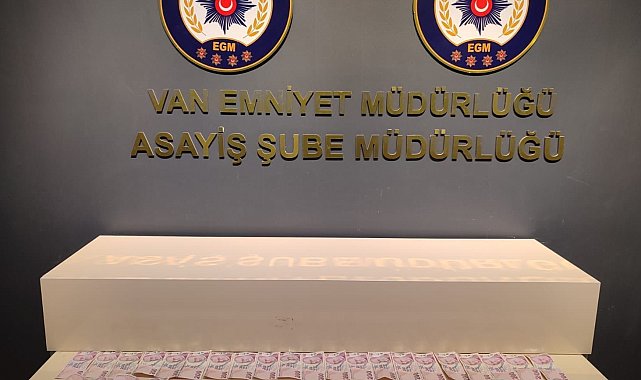 EGM
EGM
VAN EMNİYET MÜDÜRLÜĞÜ
ASAYİŞ ŞUBE MÜDÜRLÜĞÜ